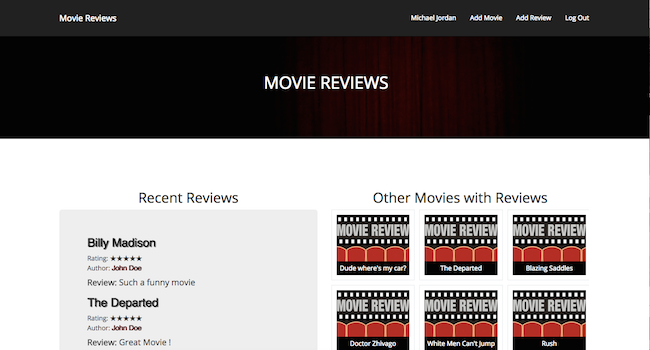 Movie Reviews
Michael Jordan Add Movie Add Review Log Out
MOVIE REVIEWS
Recent Reviews
Billy Madison
Rating: ★★★★★
Author: John Doe
Review: Such a funny movie
The Departed
Rating: ★★★★★
Author: John Doe
Review: Great Movie !
Other Movies with Reviews
MOVIE REVIEW
Dude where's my car?
MOVIE REVIEW
The Departed
MOVIE REVIEW
Blazing Saddles
MOVIE REVIEW
Doctor Zhivago
MOVIE REVIEW
White Men Can't Jump
MOVIE REVIEW
Rush